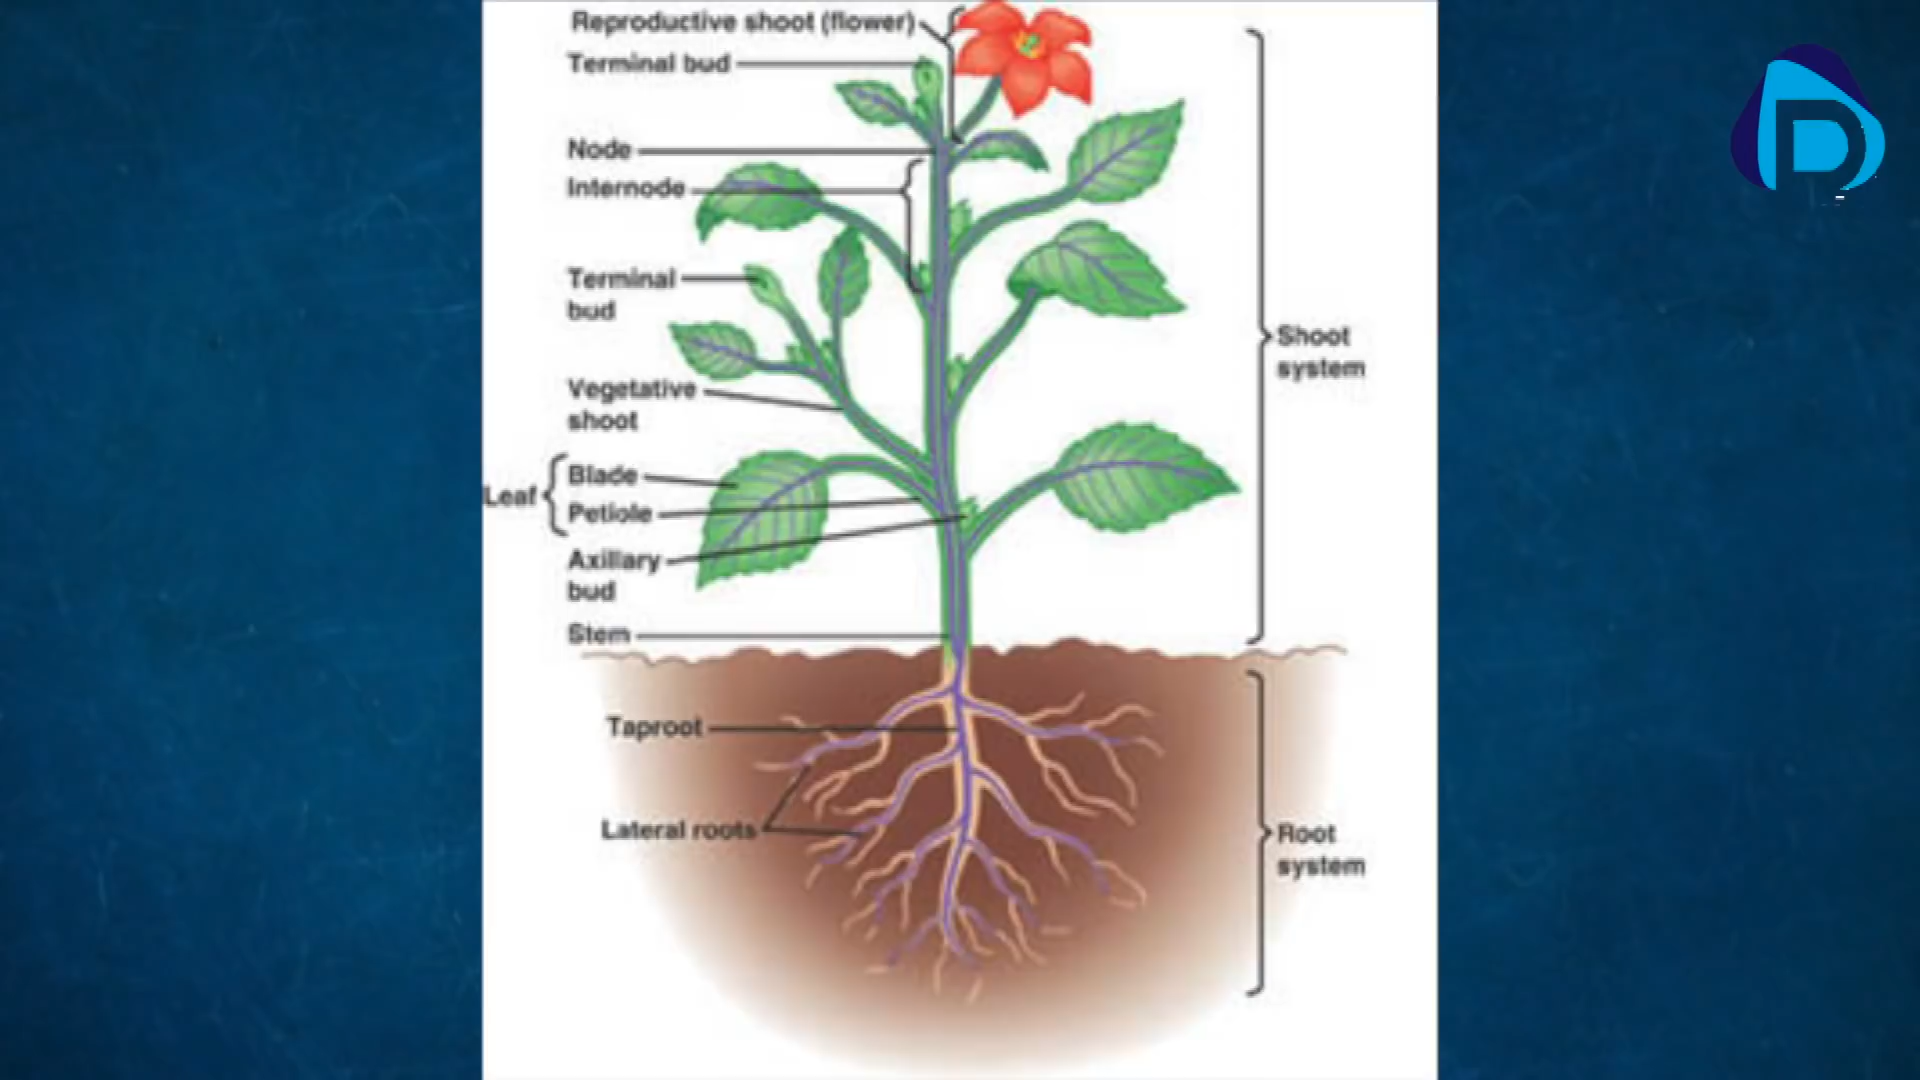 Reproductive shoot (flower)
Terminal bud
Node
Internode
Terminal
bud
Vegetative
shoot
Leaf
Blade
Petiole
Axillary
bud
Stem
Shoot
system
Taproot
Lateral roots
Root
system